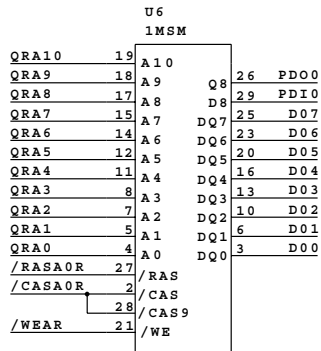 U6
1MSM
QRA10 19 A10
QRA9 18 A9 Q8 26 PDO0
QRA8 17 A8 D8 29 PDI0
QRA7 15 A7 DQ7 25 D07
QRA6 14 A6 DQ6 23 D06
QRA5 12 A5 DQ5 20 D05
QRA4 11 A4 DQ4 16 D04
QRA3 8 A3 DQ3 13 D03
QRA2 7 A2 DQ2 10 D02
QRA1 5 A1 DQ1 6 D01
QRA0 4 A0 DQ0 3 D00
/RASA0R 27 /RAS
/CASA0R 2 /CAS
28 /CAS9
/WEAR 21 /WE